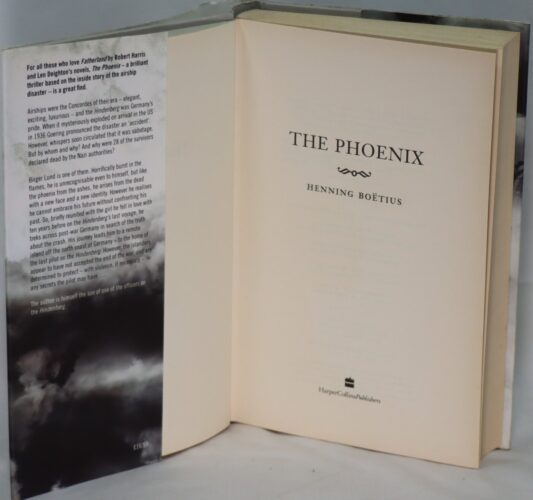 For all those who love Fatherland by Robert Harris
and Len Deighton's novels, The Phoenix – a brilliant
thriller based on the inside story of the airship
disaster – is a great find.
Airships were the Concordes of their era – elegant,
exciting, luxurious – and the Hindenburg was Germany's
pride. When it mysteriously exploded on arrival in the US
in 1936 Goering pronounced the disaster an 'accident'.
However, whispers soon circulated that it was sabotage.
But by whom and why? And why were 28 of the survivors
declared dead by the Nazi authorities?
Birger Lund is one of them. Horrifically burnt in the
flames, he is unrecognisable even to himself, but like
the phoenix from the ashes, he arises from the dead
with a new face and a new identity. However he realises
he cannot embrace his future without confronting his
past. So, briefly reunited with the girl he fell in love with
ten years before on the Hindenberg's last voyage, he
treks across post-war Germany in search of the truth
about the crash. His journey leads him to a remote
island off the north coast of Germany – to the home of
the last pilot on the Hindenberg. However, the islanders
appear to have not accepted the end of the war, and are
determined to protect – with violence, if necessary –
any secrets the pilot may have.
The author is himself the son of one of the officers on
the Hindenberg.
THE PHOENIX
HENNING BOËTIUS
HarperCollinsPublishers